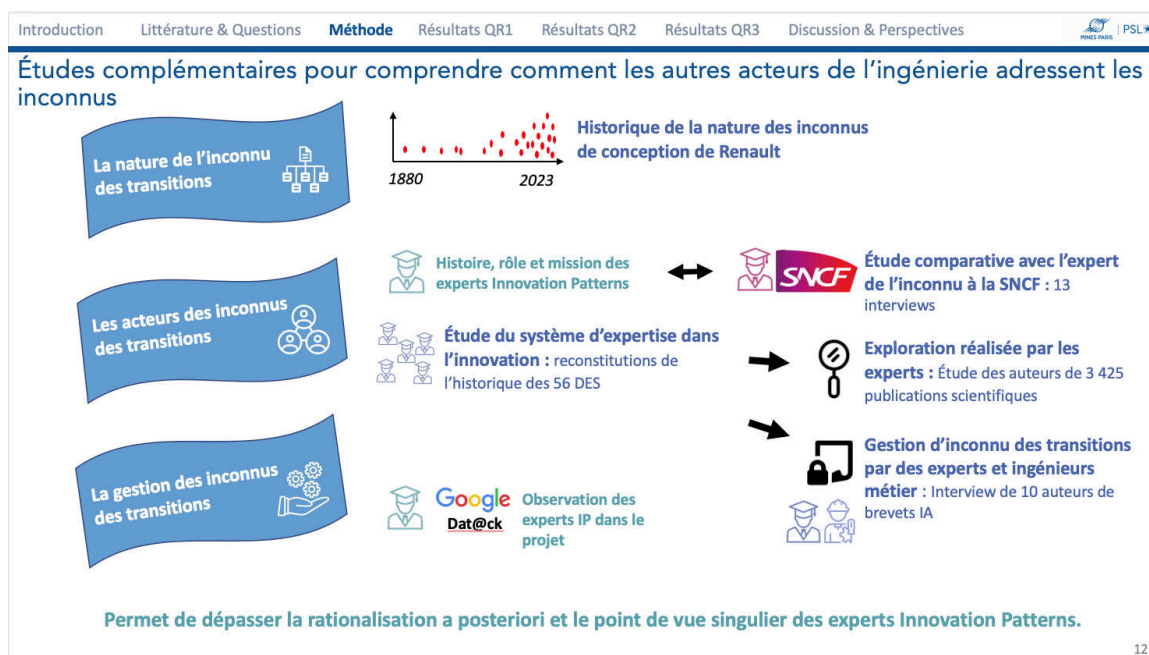 Introduction Littérature & Questions Méthode Résultats QR1 Résultats QR2 Résultats QR3 Discussion & Perspectives
MINES PARIS PSL
Études complémentaires pour comprendre comment les autres acteurs de l'ingénierie adressent les
inconnus
La nature de l'inconnu
des transitions
1880 2023
Historique de la nature des inconnus
de conception de Renault
Les acteurs des inconnus
des transitions
Histoire, rôle et mission des
experts Innovation Patterns
SNCF
Étude comparative avec l'expert
de l'inconnu à la SNCF : 13
interviews
Étude du système d'expertise dans
l'innovation : reconstitutions de
l'historique des 56 DES
Exploration réalisée par les
experts : Étude des auteurs de 3 425
publications scientifiques
La gestion des inconnus
des transitions
Google
Dat@ck
Observation des
experts IP dans le
projet
Gestion d'inconnu des transitions
par des experts et ingénieurs
métier : Interview de 10 auteurs de
brevets IA
Permet de dépasser la rationalisation a posteriori et le point de vue singulier des experts Innovation Patterns.
12